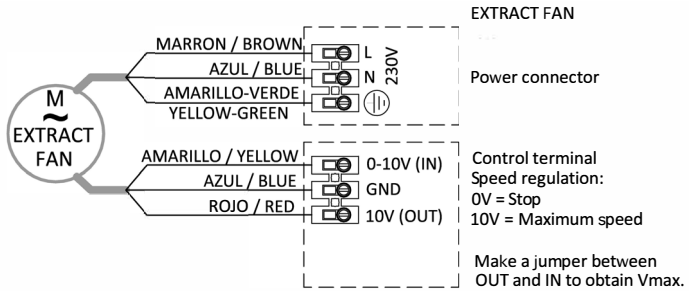 EXTRACT FAN
MARRON / BROWN
L
AZUL / BLUE
N
230V
Power connector
AMARILLO-VERDE
YELLOW-GREEN
M
~
EXTRACT
FAN
AMARILLO / YELLOW
0-10V (IN)
AZUL / BLUE
GND
ROJO / RED
10V (OUT)
Control terminal
Speed regulation:
0V = Stop
10V = Maximum speed
Make a jumper between
OUT and IN to obtain Vmax.